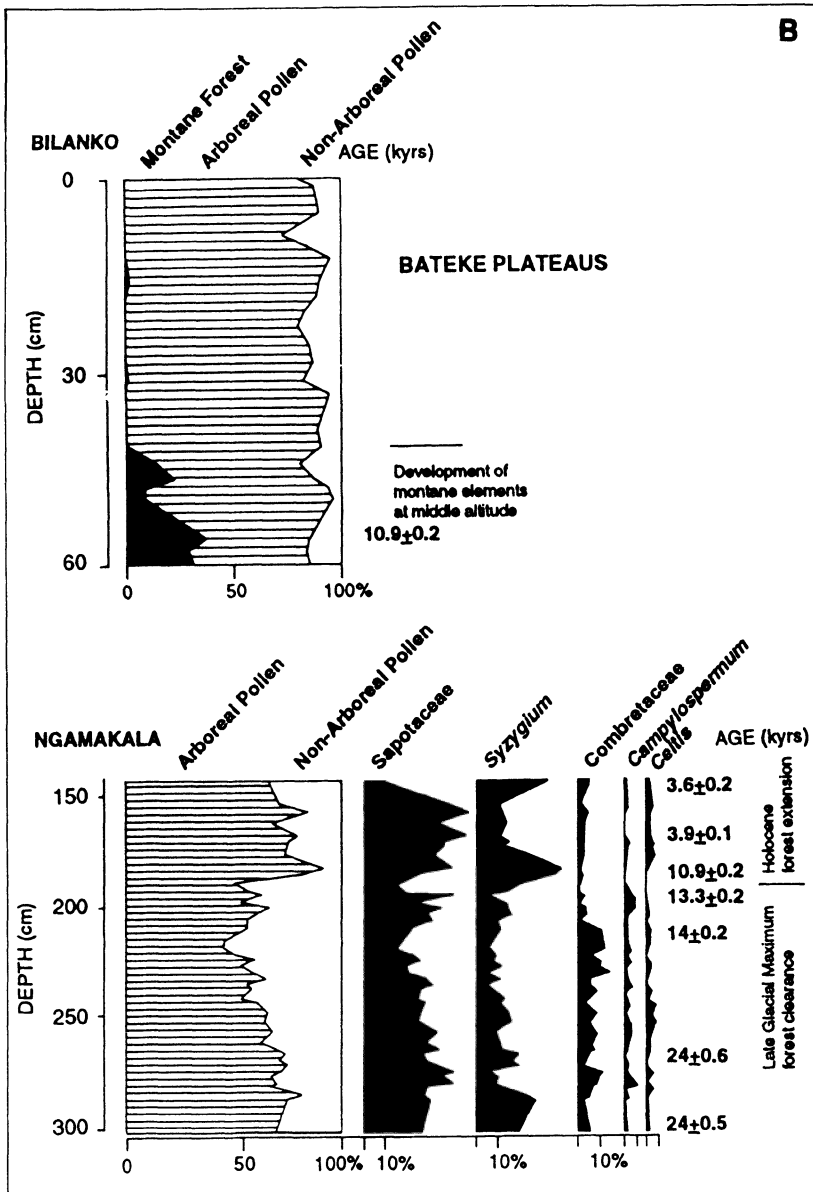 B
BILANKO
Montane Forest
Arboreal Pollen
Non-Arboreal Pollen
AGE (kyrs)
0
30
60
DEPTH (cm)
BATEKE PLATEAUS
Development of
montane elements
at middle altitude
10.9±0.2
0 50 100%
NGAMAKALA
Arboreal Pollen
Non-Arboreal Pollen
Sapotaceae
Syzygium
Combretaceae
Campylospermum
Celtis
AGE (kyrs)
150
200
250
300
DEPTH (cm)
3.6±0.2
3.9±0.1
10.9±0.2
13.3±0.2
14±0.2
24±0.6
24±0.5
Holocene
forest extension
Late Glacial Maximum
forest clearance
0 50 100% 10% 10% 10%